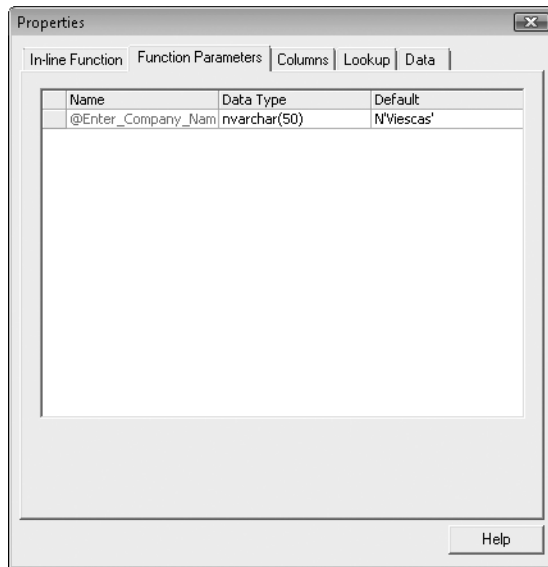 Properties
In-line Function Function Parameters Columns Lookup Data
Name Data Type Default
@Enter_Company_Nam nvarchar(50) N'Viescas'
Help